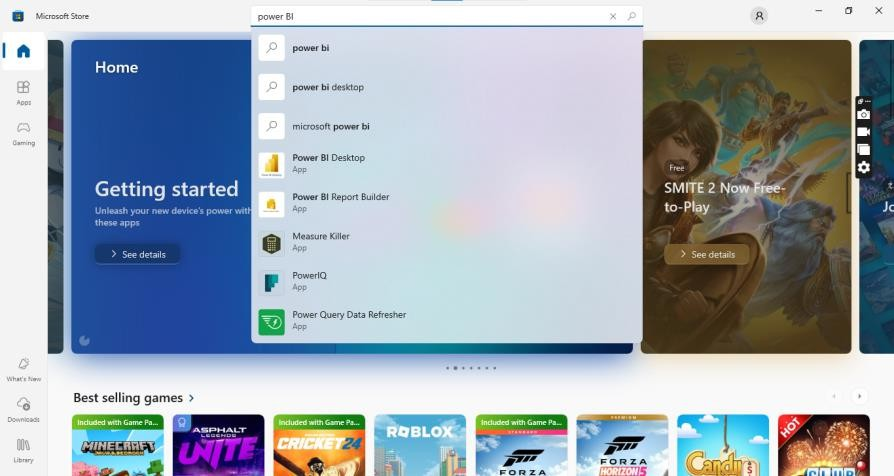 Microsoft Store
power BI
Home
Apps
Gaming
What's New
Downloads
Library
power bi
power bi desktop
microsoft power bi
Power BI Desktop
App
Power BI Report Builder
App
Measure Killer
App
PowerIQ
App
Power Query Data Refresher
App
Getting started
Unleash your new device's power with
these apps
See details
Free
SMITE 2 Now Free-
to-Play
See details
Jo
Best selling games
Included with Game Pa...
MINECRAFT
ASPHALT
LEGENDS
UNITE
Included with Game Pa...
CRICKET 24
ROBLOX
Included with Game Pa...
STANDARD
FORZA
PREMIUM
FORZA
HORIZON 5
Candy
HOT
CLUB